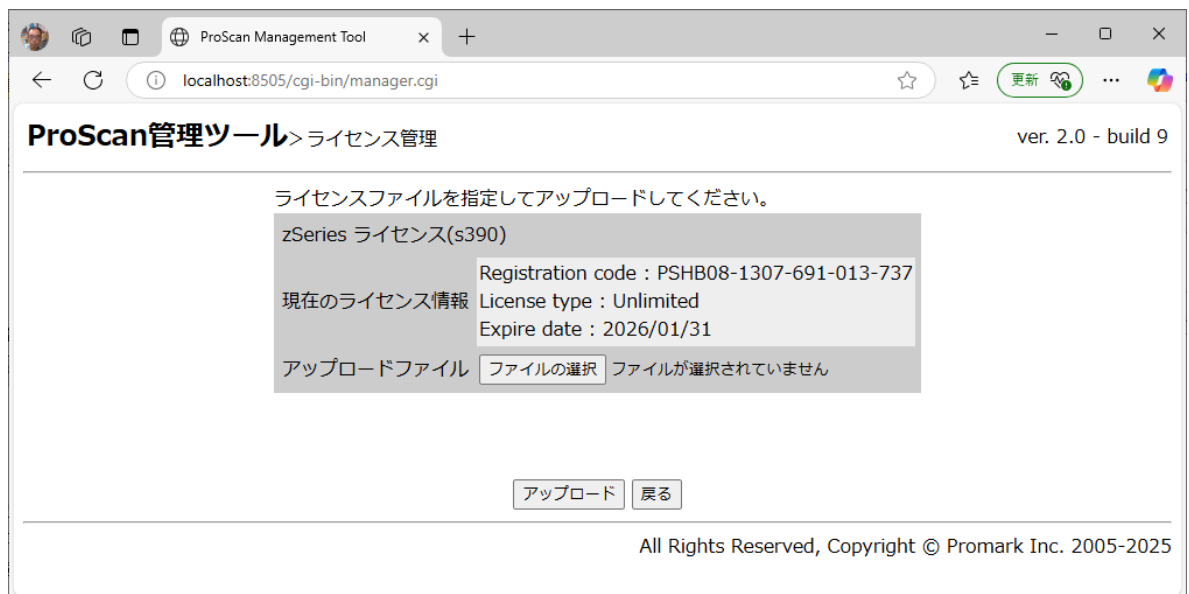 ProScan Management Tool
localhost:8505/cgi-bin/manager.cgi
更新
ProScan管理ツール>ライセンス管理
ver. 2.0 - build 9
ライセンスファイルを指定してアップロードしてください。
zSeries ライセンス(s390)
現在のライセンス情報
Registration code : PSHB08-1307-691-013-737
License type : Unlimited
Expire date : 2026/01/31
アップロードファイル ファイルの選択 ファイルが選択されていません
アップロード 戻る
All Rights Reserved, Copyright © Promark Inc. 2005-2025